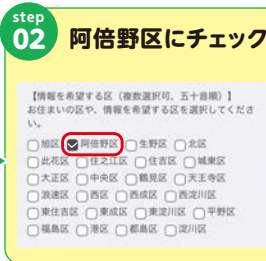 step
02 阿倍野区にチェック
【情報を希望する区(複数選択可、五十音順)】
お住まいの区や、情報を希望する区を選択してくださ
い。
旭区 阿倍野区 生野区 北区
此花区 住之江区 住吉区 城東区
大正区 中央区 鶴見区 天王寺区
浪速区 西区 西成区 西淀川区
東住吉区 東成区 東淀川区 平野区
福島区 港区 都島区 淀川区